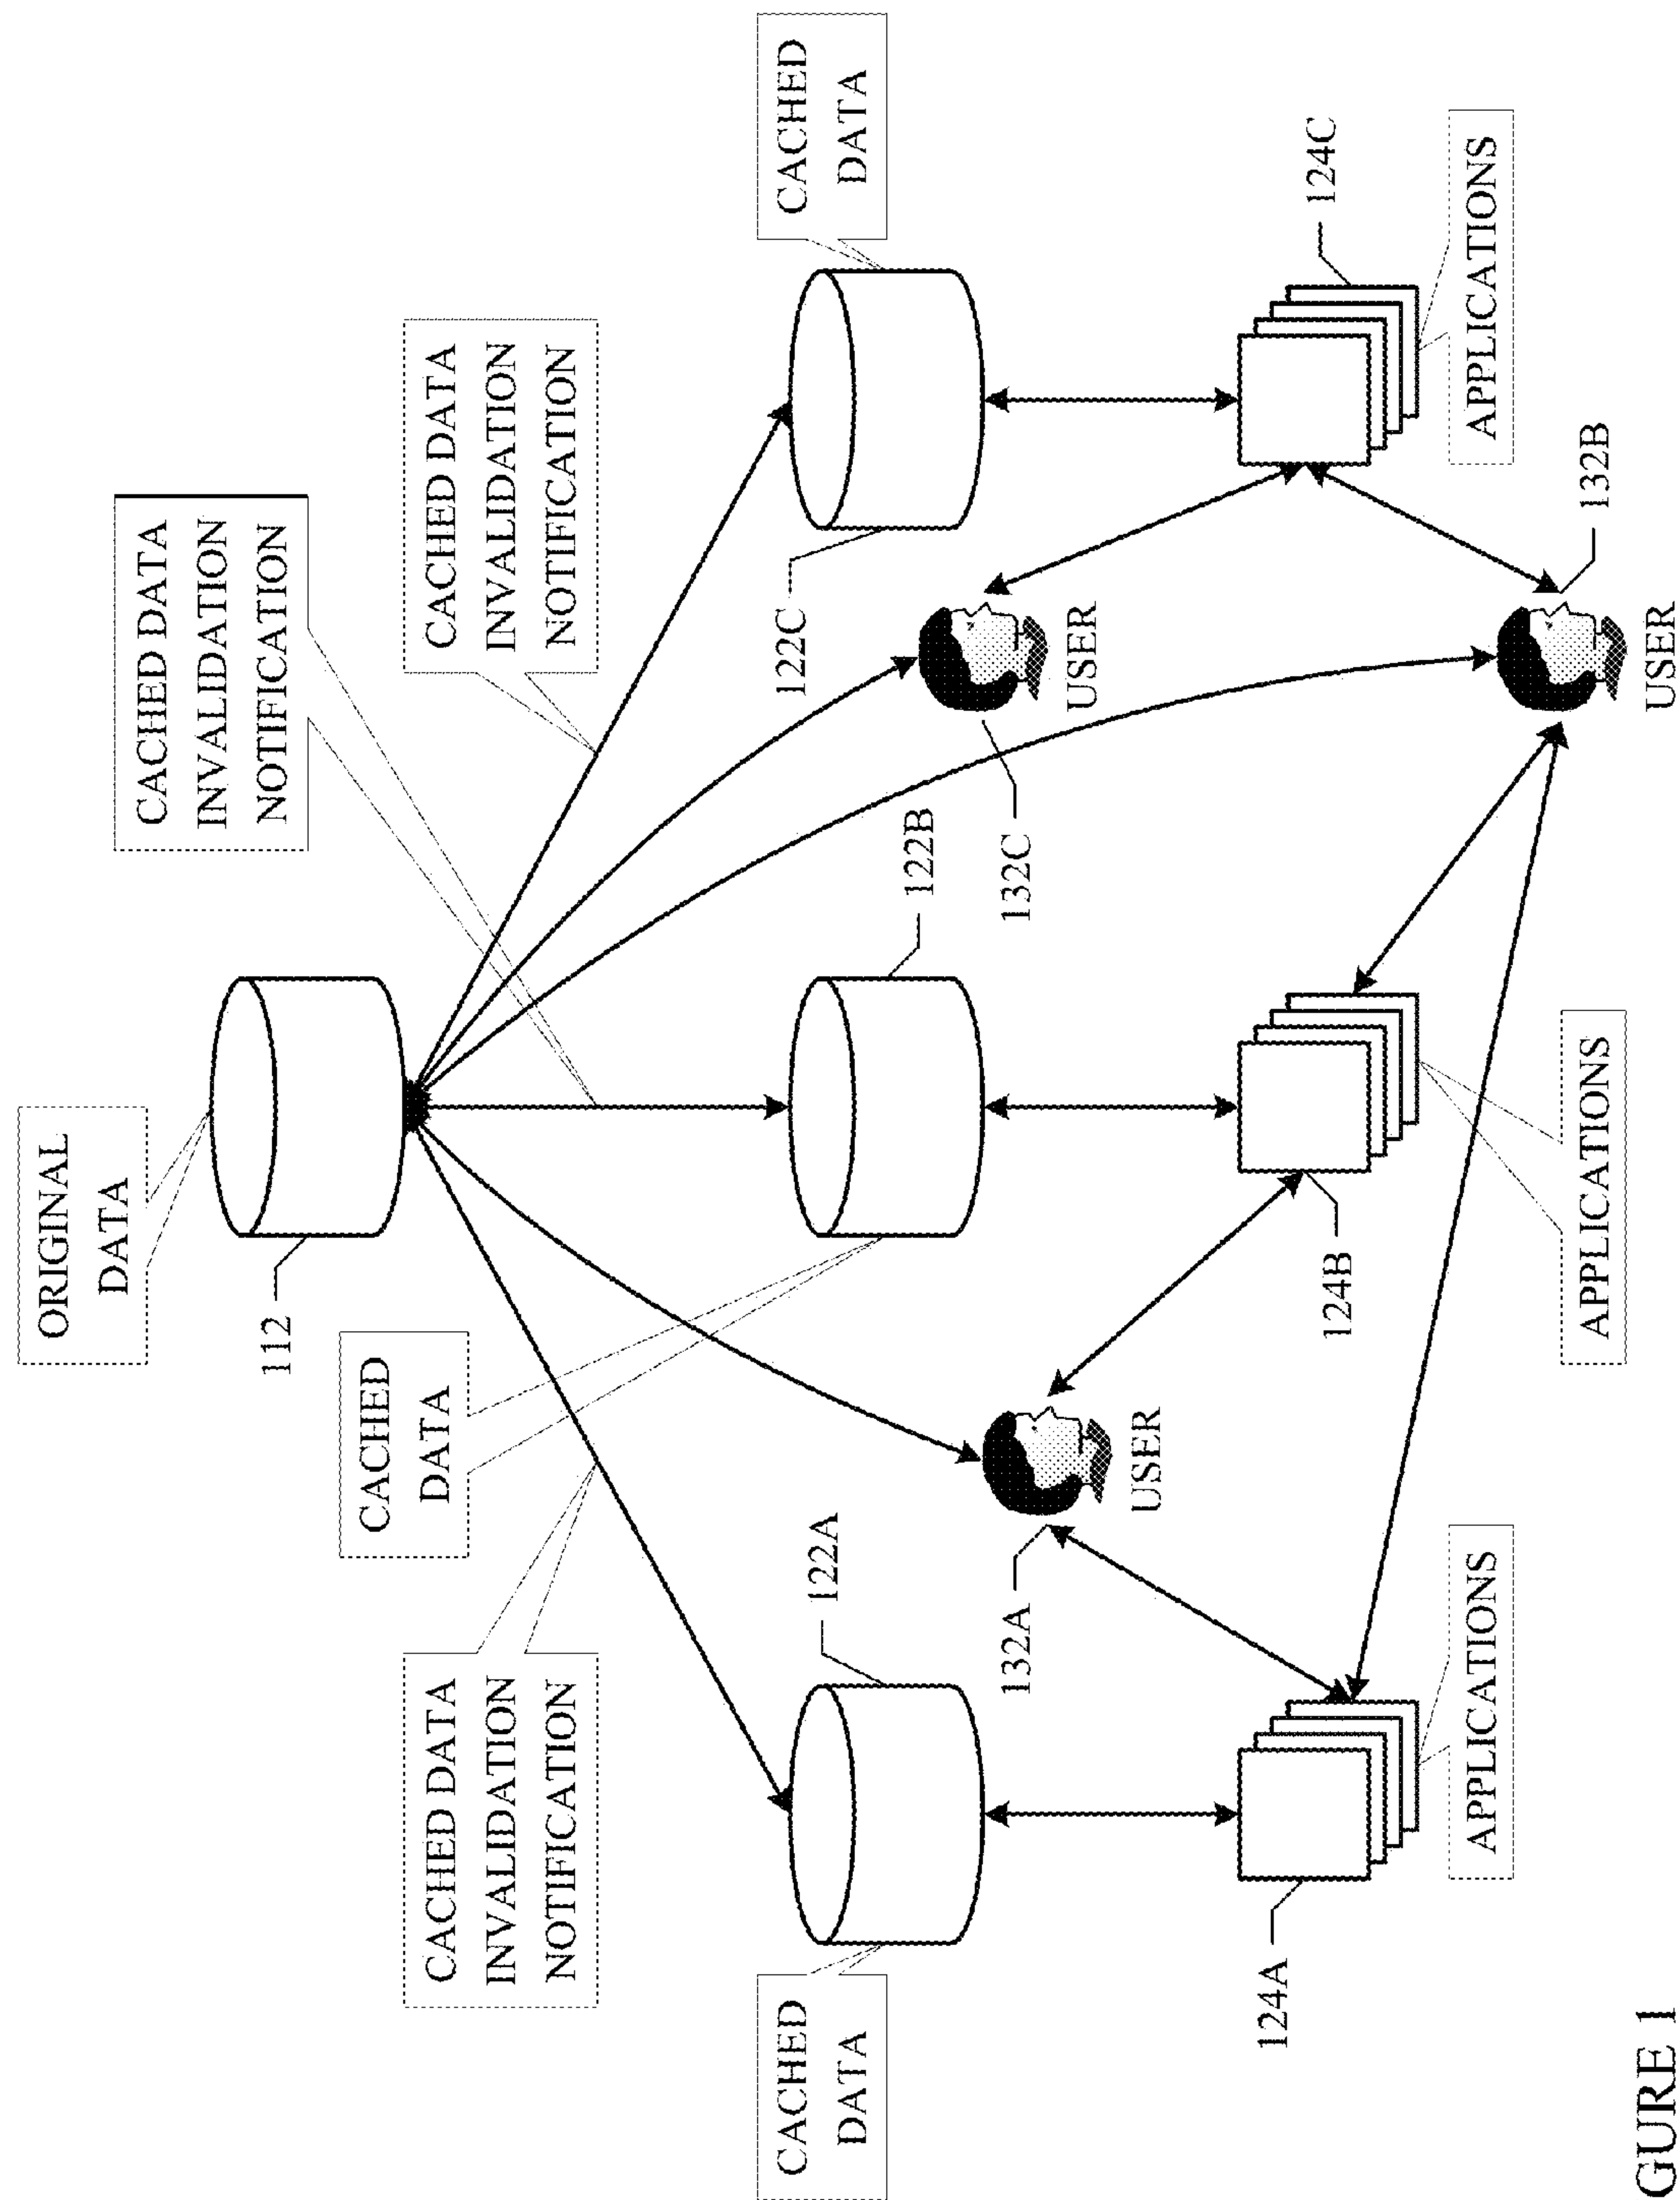 ORIGINAL
DATA
112
CACHED DATA
INVALIDATION
NOTIFICATION
CACHED DATA
INVALIDATION
NOTIFICATION
CACHED DATA
INVALIDATION
NOTIFICATION
CACHED
DATA
CACHED
DATA
122A
122B
122C
CACHED
DATA
132A
USER
132C
USER
124A
124B
124C
APPLICATIONS
APPLICATIONS
APPLICATIONS
132B
USER
GURE 1